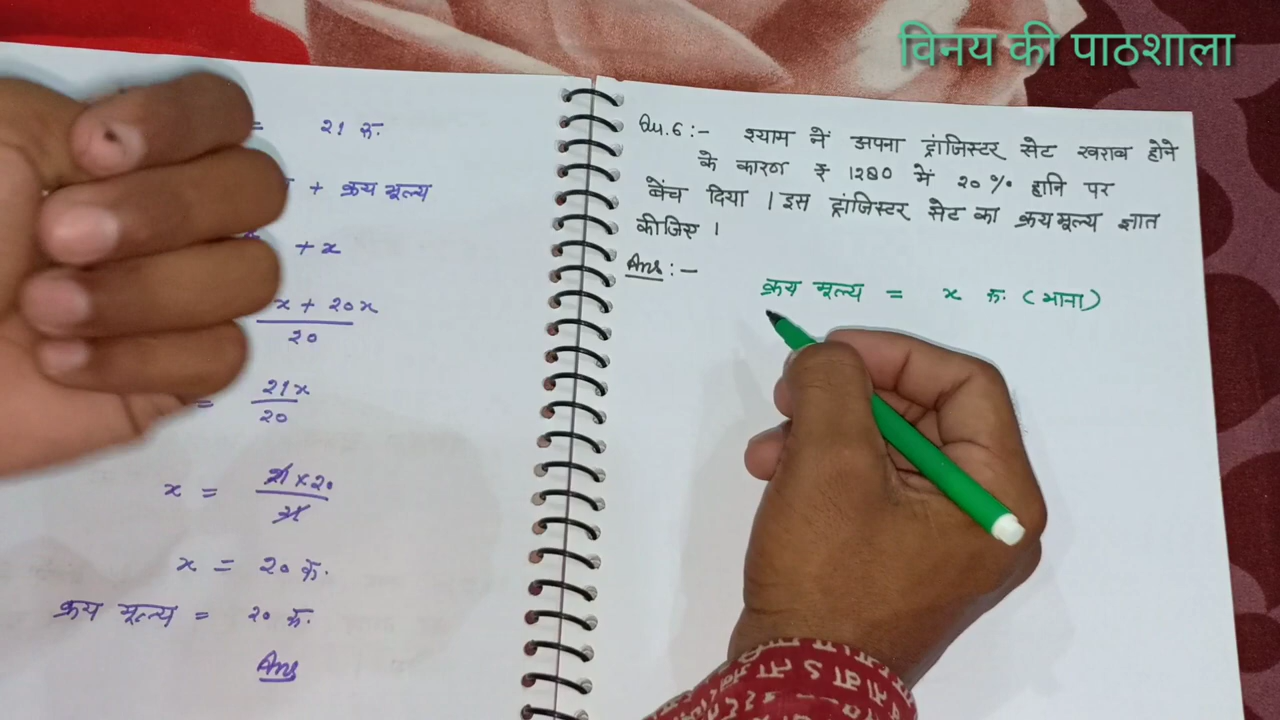 विनय की पाठशाला
= 21 रु.
+ क्रय मूल्य
+ x
x + 20x
20
= 21x
20
x = 21 x 20
21
x = 20 रु.
क्रय मूल्य = 20 रु.
Ans
Qu.6 :- श्याम ने अपना ट्रांजिस्टर सेट खराब होने
के कारण ₹ 1280 में 20% हानि पर
बेंच दिया । इस ट्रांजिस्टर सेट का क्रय मूल्य ज्ञात
कीजिए ।
Ans :-
क्रय मूल्य = x रु. (माना)